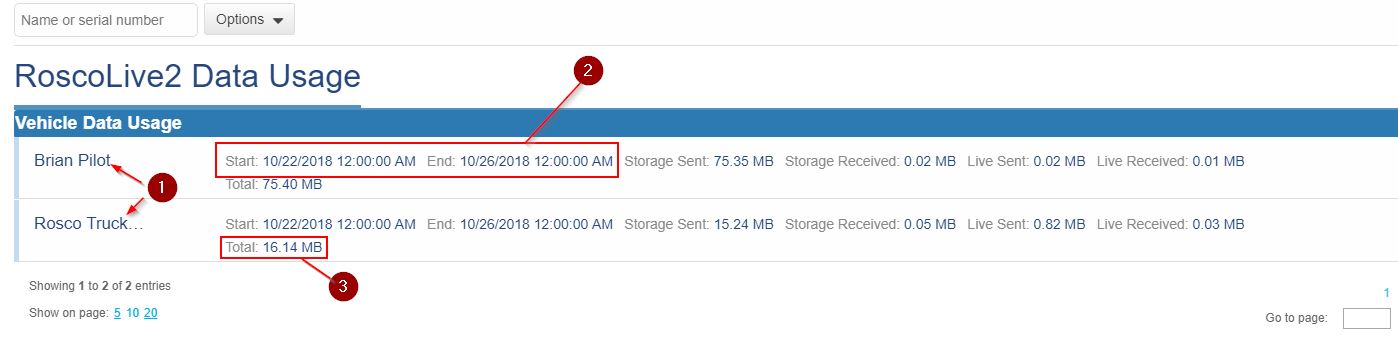 Name or serial number Options
RoscoLive2 Data Usage
2
Vehicle Data Usage
Brian Pilot Start: 10/22/2018 12:00:00 AM End: 10/26/2018 12:00:00 AM Storage Sent: 75.35 MB Storage Received: 0.02 MB Live Sent: 0.02 MB Live Received: 0.01 MB
Total: 75.40 MB
1
Rosco Truck... Start: 10/22/2018 12:00:00 AM End: 10/26/2018 12:00:00 AM Storage Sent: 15.24 MB Storage Received: 0.05 MB Live Sent: 0.82 MB Live Received: 0.03 MB
Total: 16.14 MB
3
Showing 1 to 2 of 2 entries
1
Show on page: 5 10 20
Go to page: